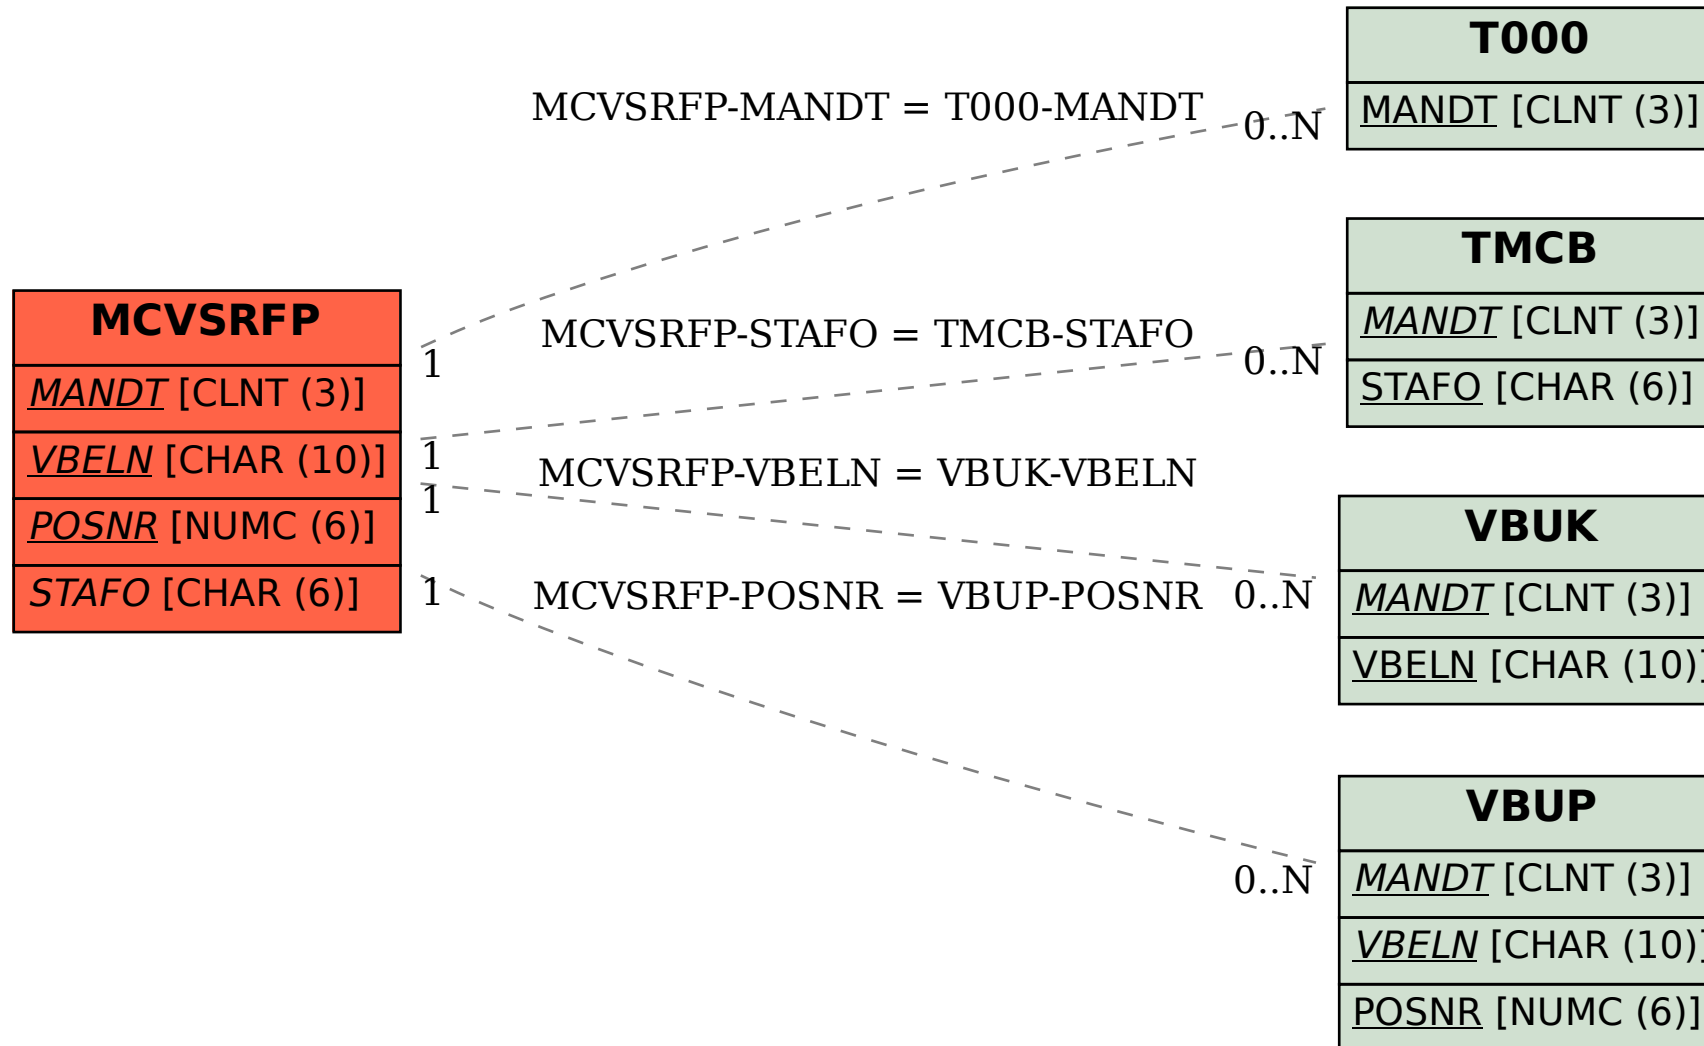 T000
MANDT [CLNT (3)]
MCVSRFP-MANDT = T000-MANDT
0..N
TMCB
MANDT [CLNT (3)]
STAFO [CHAR (6)]
MCVSRFP
MANDT [CLNT (3)]
VBELN [CHAR (10)]
POSNR [NUMC (6)]
STAFO [CHAR (6)]
1
MCVSRFP-STAFO = TMCB-STAFO
0..N
1
MCVSRFP-VBELN = VBUK-VBELN
1
VBUK
MANDT [CLNT (3)]
VBELN [CHAR (10)]
1
MCVSRFP-POSNR = VBUP-POSNR
0..N
VBUP
MANDT [CLNT (3)]
VBELN [CHAR (10)]
POSNR [NUMC (6)]
0..N